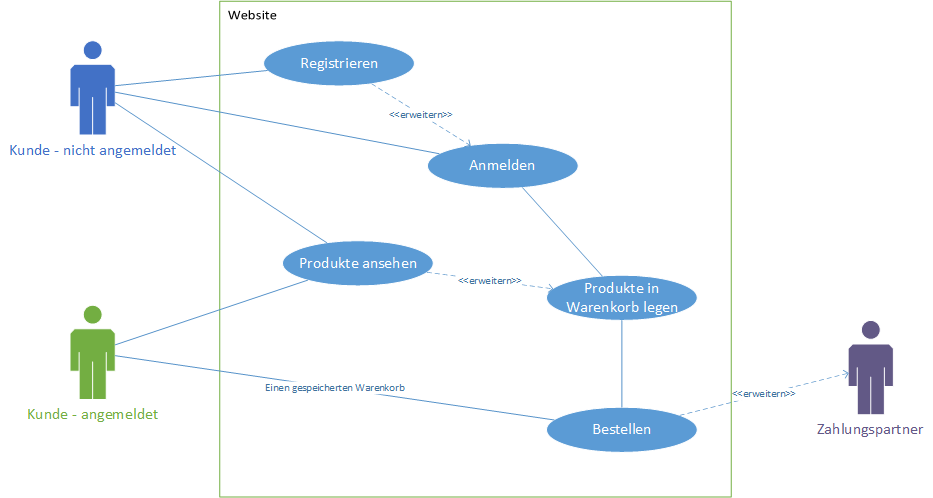 Website
Registrieren
<<erweitern>>
Kunde - nicht angemeldet
Anmelden
Produkte ansehen
<<erweitern>>
Produkte in
Warenkorb legen
Einen gespeicherten Warenkorb
<<erweitern>>
Kunde - angemeldet
Bestellen
Zahlungspartner